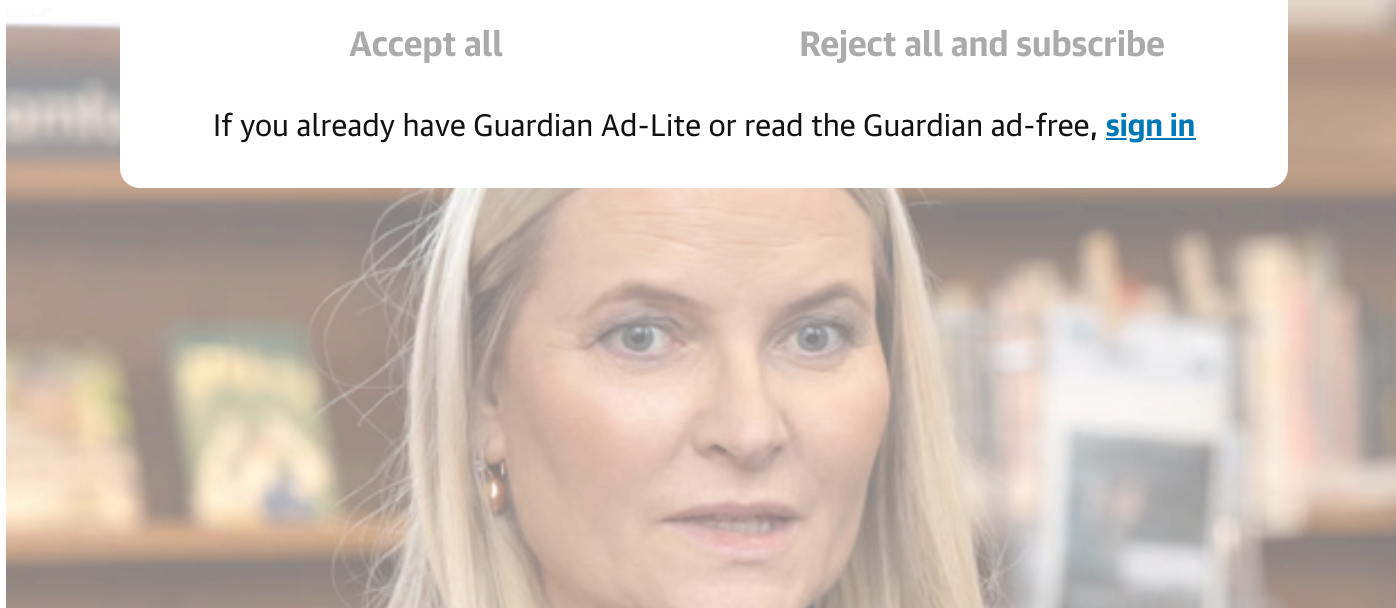 Accept all
Reject all and subscribe
If you already have Guardian Ad-Lite or read the Guardian ad-free, sign in